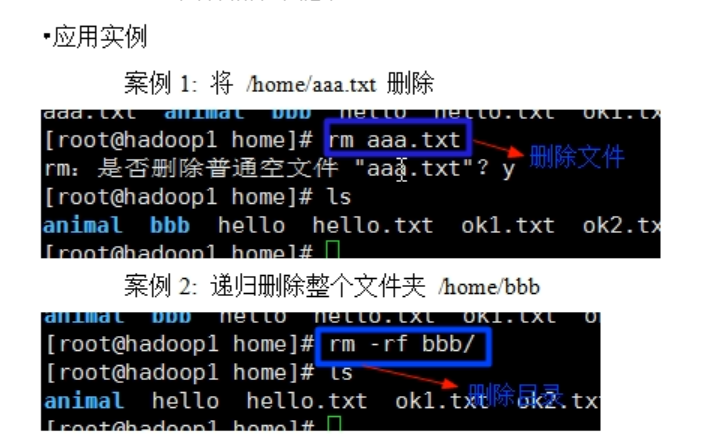 •应用实例
案例 1: 将 /home/aaa.txt 删除
aaa.txt animal bbb hello hello.txt ok1.tx
[root@hadoop1 home]# rm aaa.txt
删除文件
rm: 是否删除普通空文件 "aaa.txt"? y
[root@hadoop1 home]# ls
animal bbb hello hello.txt ok1.txt ok2.tx
[root@hadoop1 home]#
案例 2: 递归删除整个文件夹 /home/bbb
animal bbb hello hello.txt ok1.txt o
[root@hadoop1 home]# rm -rf bbb/
[root@hadoop1 home]# ls
删除目录
animal hello hello.txt ok1.txt ok2.txt
[root@hadoop1 home]#